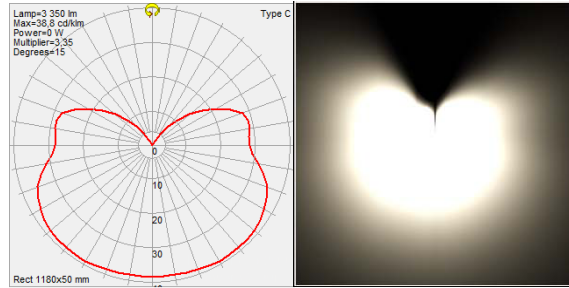 Lamp=3 350 lm
Type C
Max=38,8 cd/klm
Power=0 W
Multiplier=3,35
Degrees=15
0
10
20
30
Rect 1180x50 mm